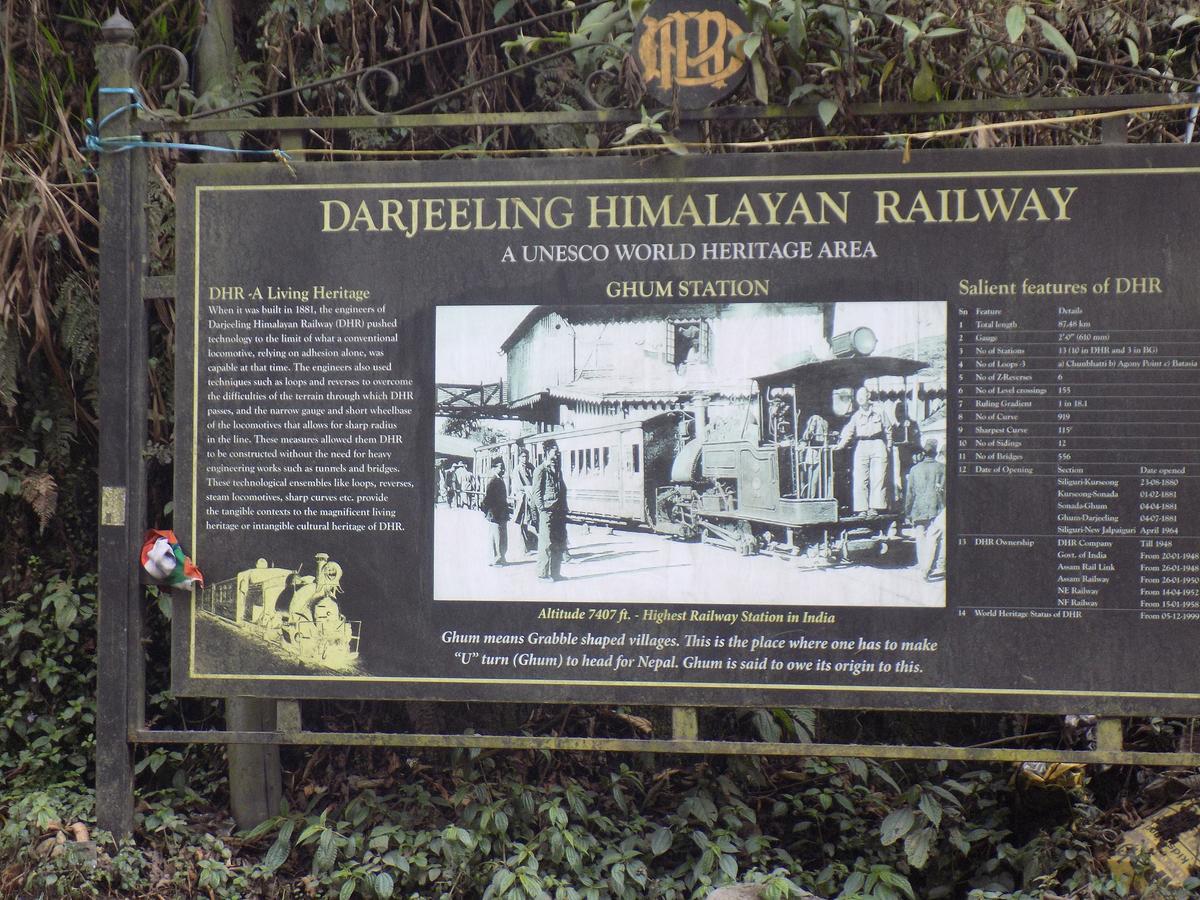 DHR
DARJEELING HIMALAYAN RAILWAY
A UNESCO WORLD HERITAGE AREA
DHR -A Living Heritage
When it was built in 1881, the engineers of
Darjeeling Himalayan Railway (DHR) pushed
technology to the limit of what a conventional
locomotive, relying on adhesion alone, was
capable at that time. The engineers also used
techniques such as loops and reverses to overcome
the difficulties of the terrain through which DHR
passes, and the narrow gauge and short wheelbase
of the locomotives that allows for sharp radius
in the line. These measures allowed them DHR
to be constructed without the need for heavy
engineering works such as tunnels and bridges.
These technological ensembles like loops, reverses,
steam locomotives, sharp curves etc, provide
the tangible contexts to the magnificent living
heritage or intangible cultural heritage of DHR.
GHUM STATION
Altitude 7407 ft. - Highest Railway Station in India
Ghum means Grabble shaped villages. This is the place where one has to make
“U” turn (Ghum) to head for Nepal. Ghum is said to owe its origin to this.
Salient features of DHR
Sn Feature Details
1 Total length 87.48 km
2 Gauge 2'-0" (610 mm)
3 No of Stations 13 (10 in DHR and 3 in BG)
4 No of Loops -3 a) Chunbhatti b) Agony Point c) Batasia
5 No of Z-Reverses 6
6 No of Level crossings 155
7 Ruling Gradient 1 in 18.1
8 No of Curve 919
9 Sharpest Curve 115°
10 No of Sidings 12
11 No of Bridges 556
12 Date of Opening Section Date opened
Siliguri-Kurseong 23-08-1880
Kurseong-Sonada 01-02-1881
Sonada-Ghum 04-04-1881
Ghum-Darjeeling 04-07-1881
Siliguri-New Jalpaiguri April 1964
13 DHR Ownership DHR Company Till 1948
Govt. of India From 20-01-1948
Assam Rail Link From 26-01-1948
Assam Railway From 26-01-1950
NE Railway From 14-04-1952
NF Railway From 15-01-1958
14 World Heritage Status of DHR From 05-12-1999